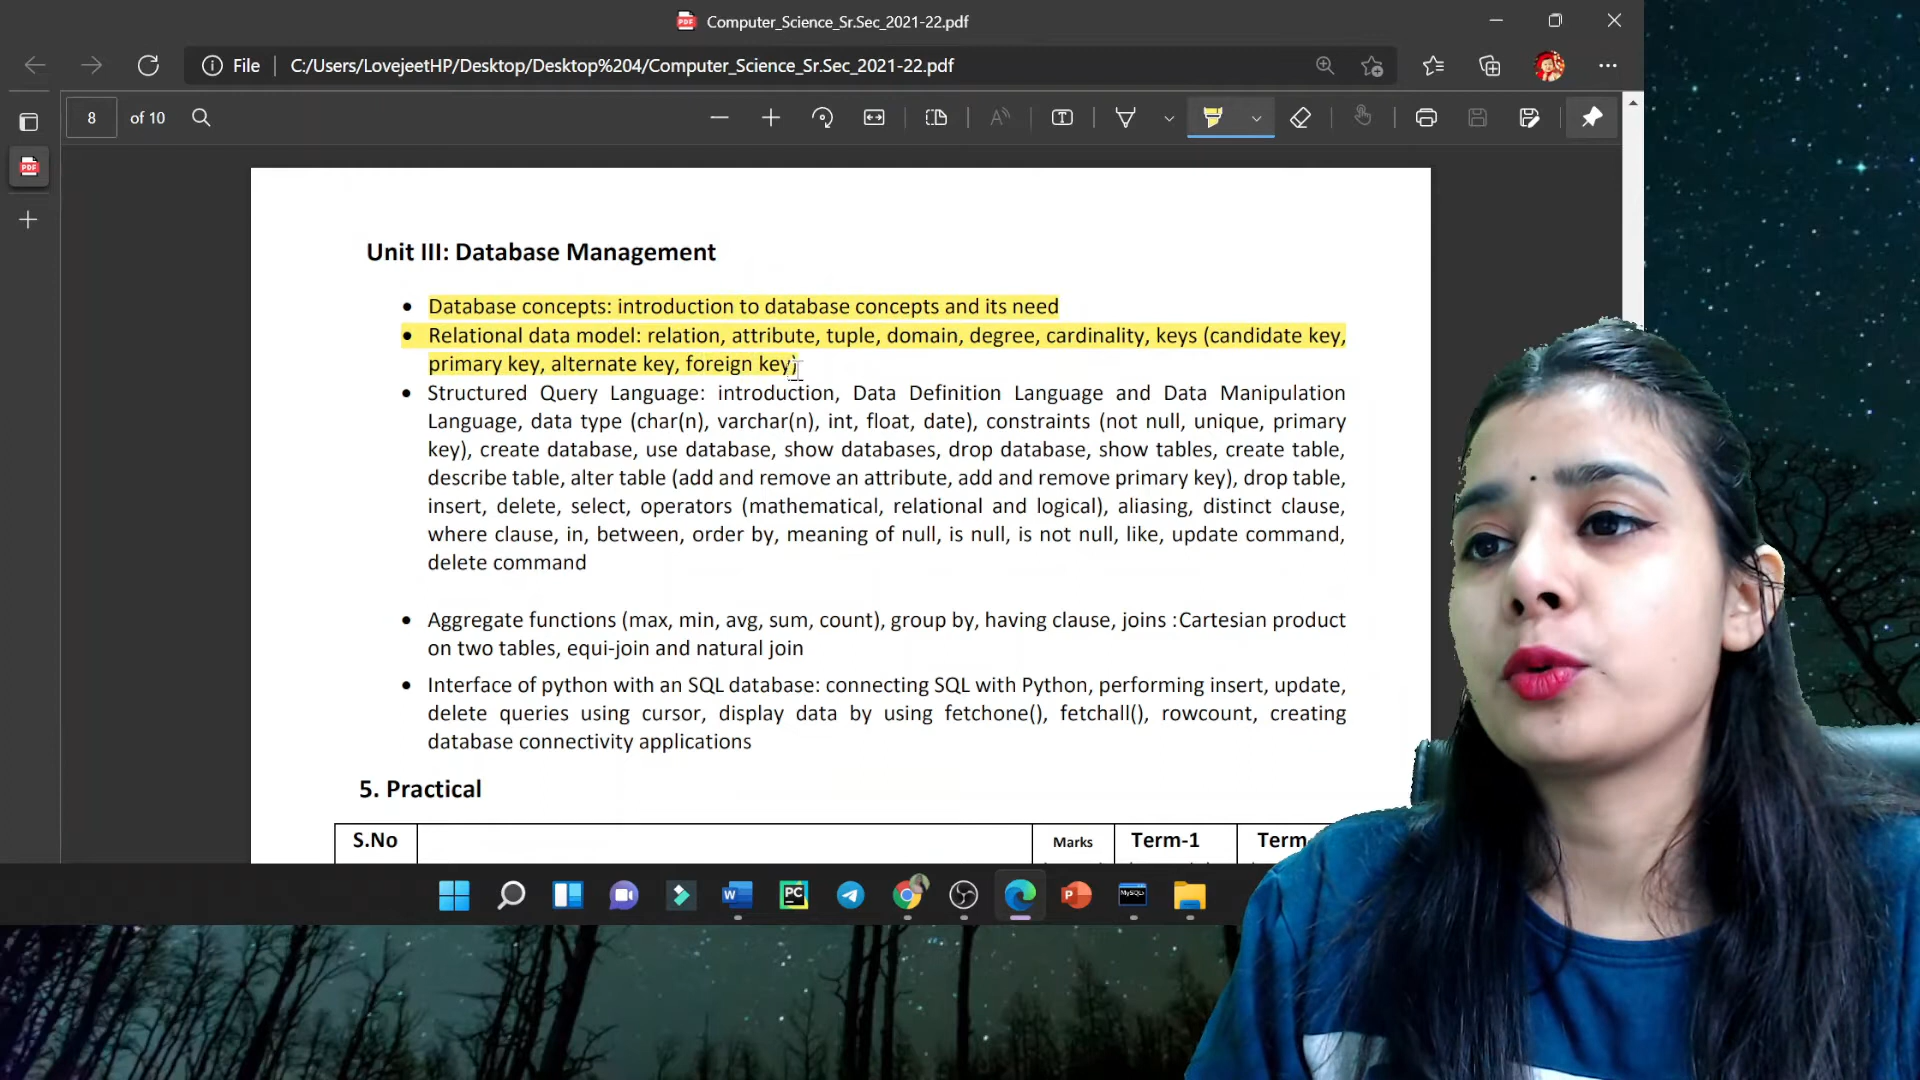 Computer_Science_Sr.Sec_2021-22.pdf
File
C:/Users/LovejeetHP/Desktop/Desktop%204/Computer_Science_Sr.Sec_2021-22.pdf
8 of 10
Unit III: Database Management
• Database concepts: introduction to database concepts and its need
• Relational data model: relation, attribute, tuple, domain, degree, cardinality, keys (candidate key,
primary key, alternate key, foreign key)
• Structured Query Language: introduction, Data Definition Language and Data Manipulation
Language, data type (char(n), varchar(n), int, float, date), constraints (not null, unique, primary
key), create database, use database, show databases, drop database, show tables, create table,
describe table, alter table (add and remove an attribute, add and remove primary key), drop table,
insert, delete, select, operators (mathematical, relational and logical), aliasing, distinct clause,
where clause, in, between, order by, meaning of null, is null, is not null, like, update command,
delete command
• Aggregate functions (max, min, avg, sum, count), group by, having clause, joins :Cartesian product
on two tables, equi-join and natural join
• Interface of python with an SQL database: connecting SQL with Python, performing insert, update,
delete queries using cursor, display data by using fetchone(), fetchall(), rowcount, creating
database connectivity applications
5. Practical
S.No Marks Term-1 Term-